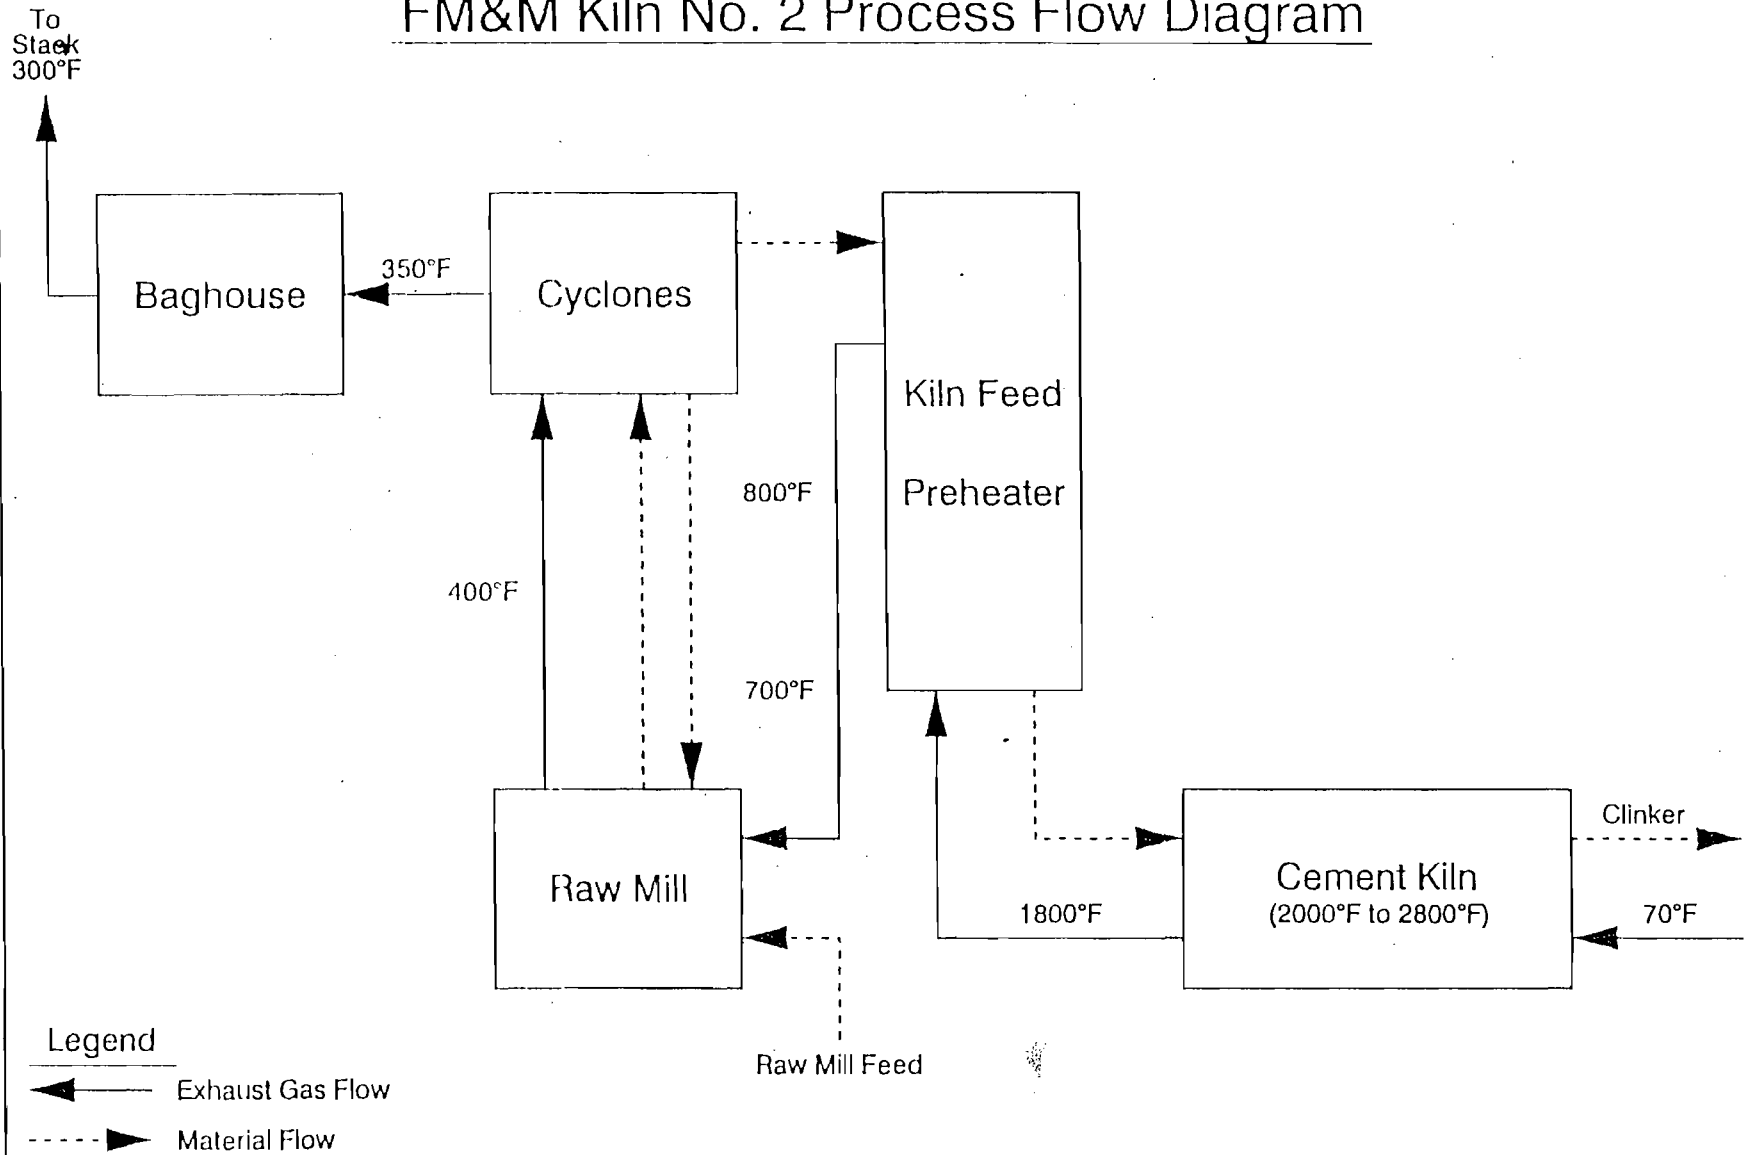 FM&M Kiln No. 2 Process Flow Diagram
To
Stack
300°F
Baghouse
350°F
Cyclones
Kiln Feed
Preheater
800°F
400°F
700°F
Raw Mill
Clinker
Cement Kiln
(2000°F to 2800°F)
1800°F
70°F
Raw Mill Feed
Legend
Exhaust Gas Flow
Material Flow